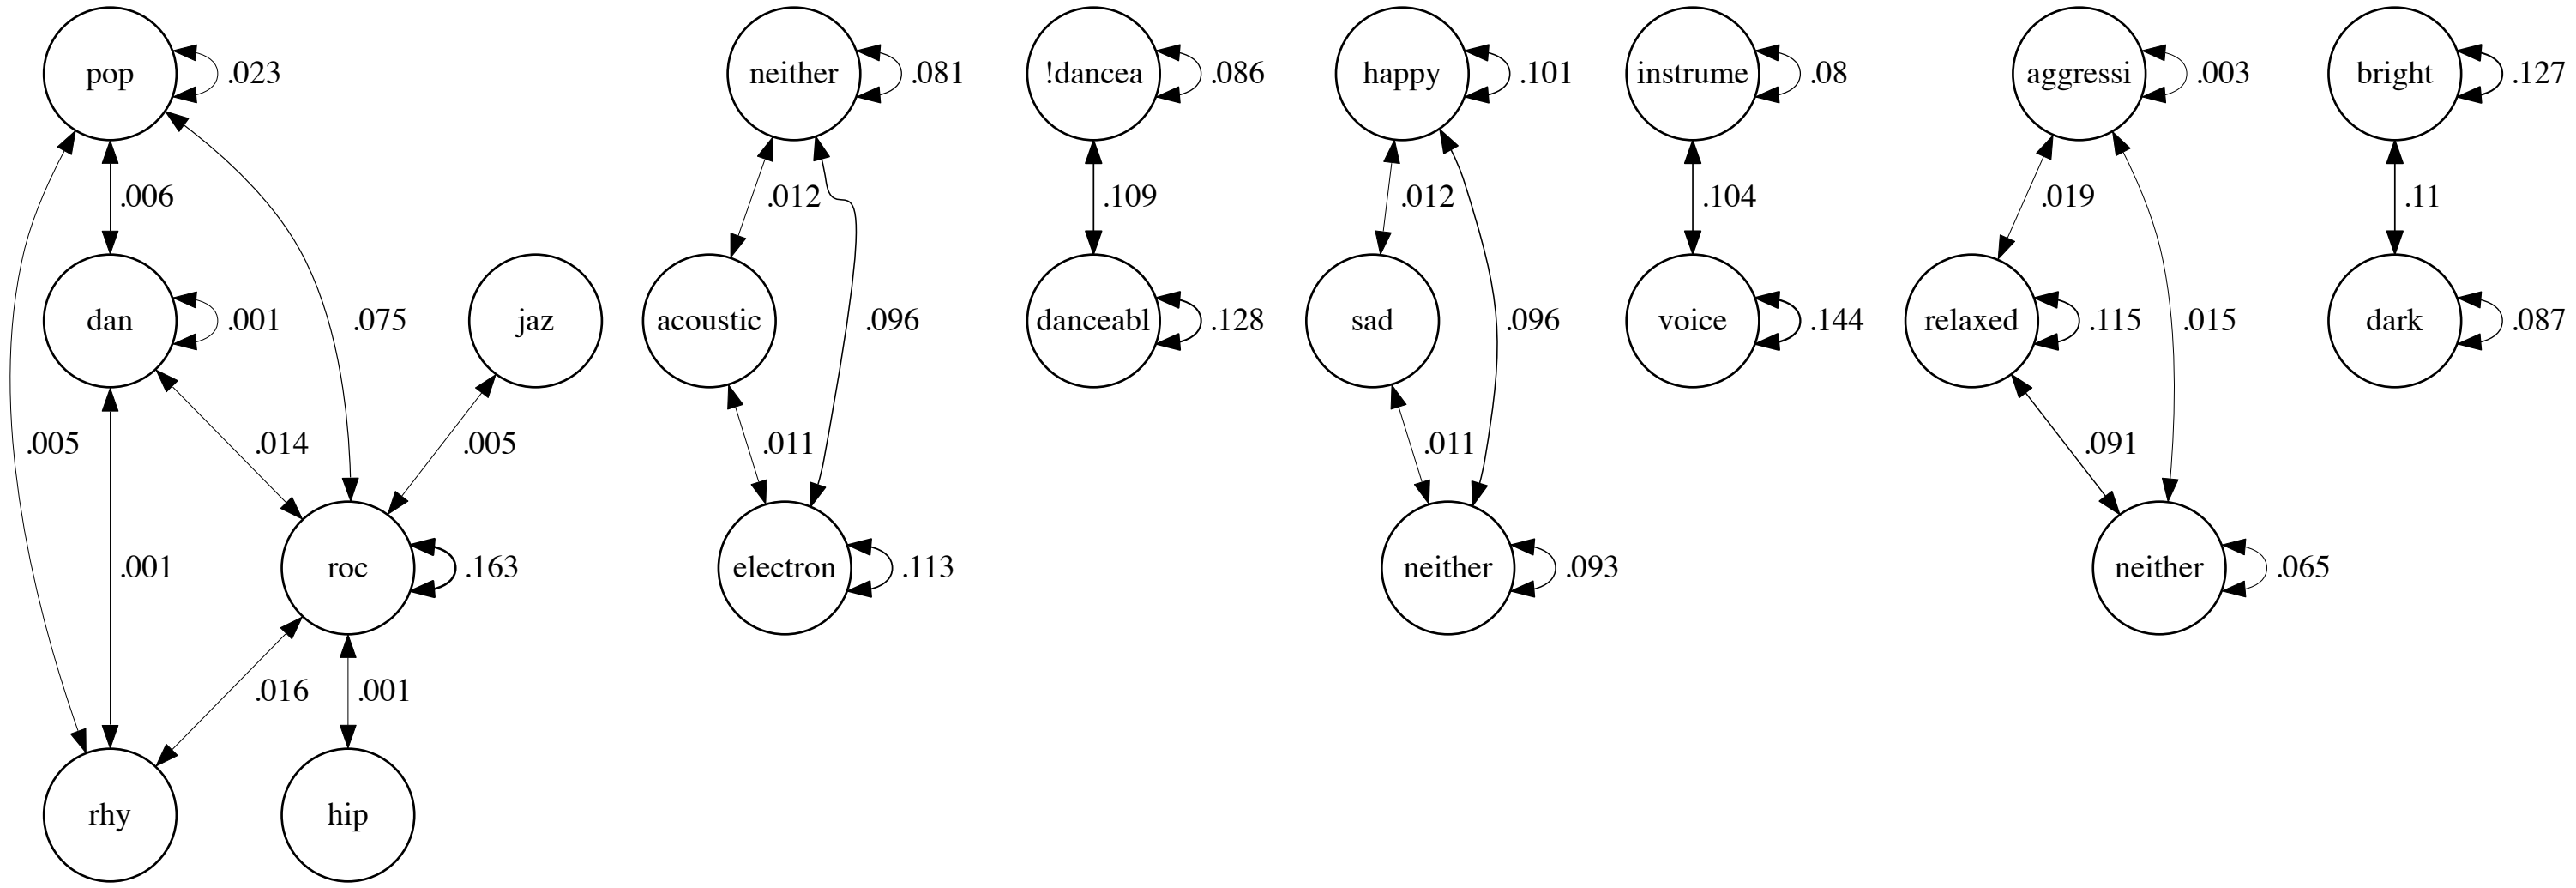 pop .023 neither .081 !dancea .086 happy .101 instrume .08 aggressi .003 bright .127
.006 .012 .109 .012 .104 .019 .11
dan .001 .075 jaz acoustic .096 danceabl .128 sad .096 voice .144 relaxed .115 .015 dark .087
.005 .014 .005 .011 .011 .091
.001 roc .163 electron .113 neither .093 neither .065
.016 .001
rhy hip